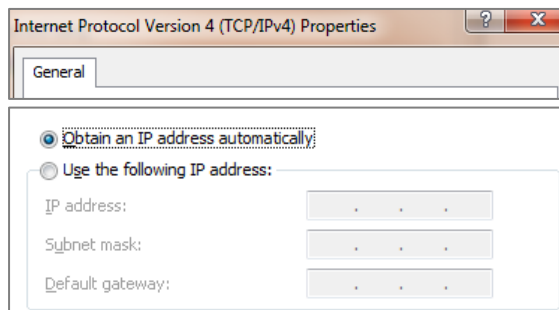 Internet Protocol Version 4 (TCP/IPv4) Properties
General
Obtain an IP address automatically
Use the following IP address:
IP address:
. . .
Subnet mask:
. . .
Default gateway:
. . .